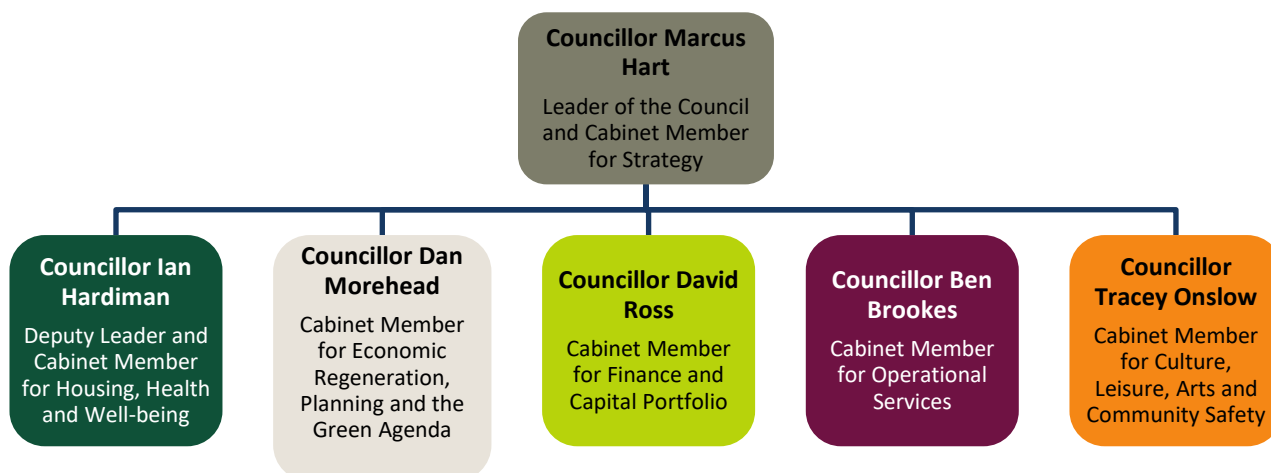 Councillor Marcus
Hart
Leader of the Council
and Cabinet Member
for Strategy
Councillor Ian
Hardiman
Deputy Leader and
Cabinet Member
for Housing, Health
and Well-being
Councillor Dan
Morehead
Cabinet Member
for Economic
Regeneration,
Planning and the
Green Agenda
Councillor David
Ross
Cabinet Member
for Finance and
Capital Portfolio
Councillor Ben
Brookes
Cabinet Member
for Operational
Services
Councillor
Tracey Onslow
Cabinet Member
for Culture,
Leisure, Arts and
Community Safety